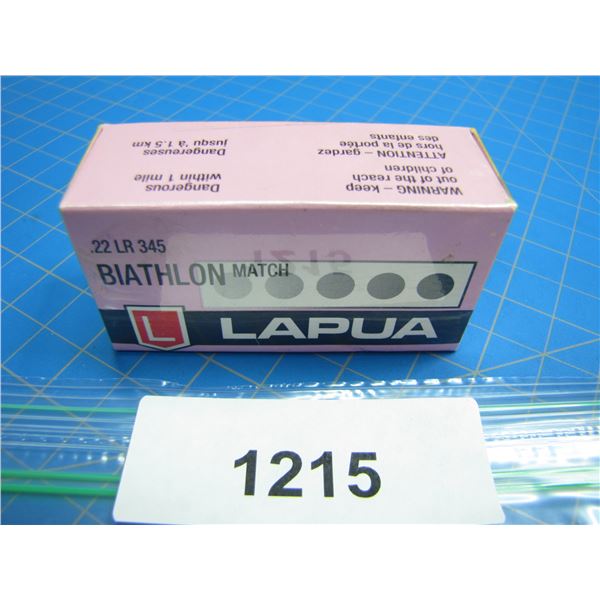 WARNING – keep
out of the reach
of children
ATTENTION – gardez
hors de la portée
des enfants
Dangerous
within 1 mile
Dangereuses
jusqu'à 1.5 km
.22 LR 345
1215
BIATHLON MATCH
L LAPUA
1215